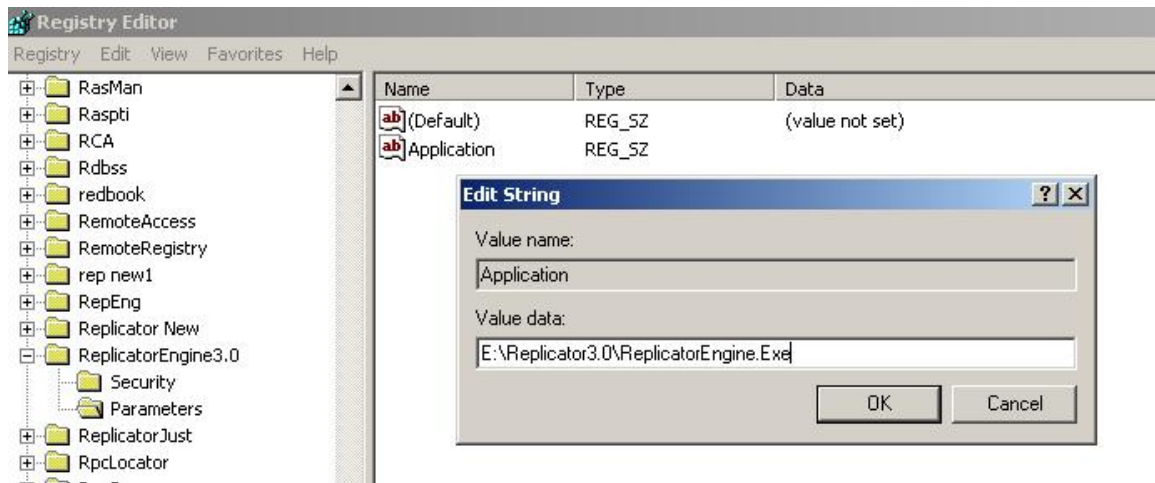 Registry Editor
Registry Edit View Favorites Help
RasMan
Raspti
RCA
Rdbss
redbook
RemoteAccess
RemoteRegistry
rep new1
RepEng
Replicator New
ReplicatorEngine3.0
Security
Parameters
ReplicatorJust
RpcLocator
Name Type Data
ab (Default) REG_SZ (value not set)
ab Application REG_SZ
Edit String
Value name:
Application
Value data:
E:\Replicator3.0\ReplicatorEngine.Exe
OK Cancel